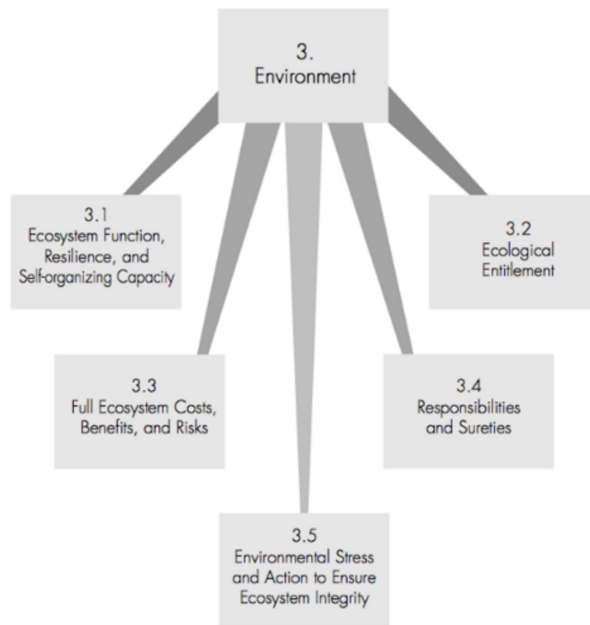 3.
Environment
3.1
Ecosystem Function,
Resilience, and
Self-organizing Capacity
3.2
Ecological
Entitlement
3.3
Full Ecosystem Costs,
Benefits, and Risks
3.4
Responsibilities
and Sureties
3.5
Environmental Stress
and Action to Ensure
Ecosystem Integrity